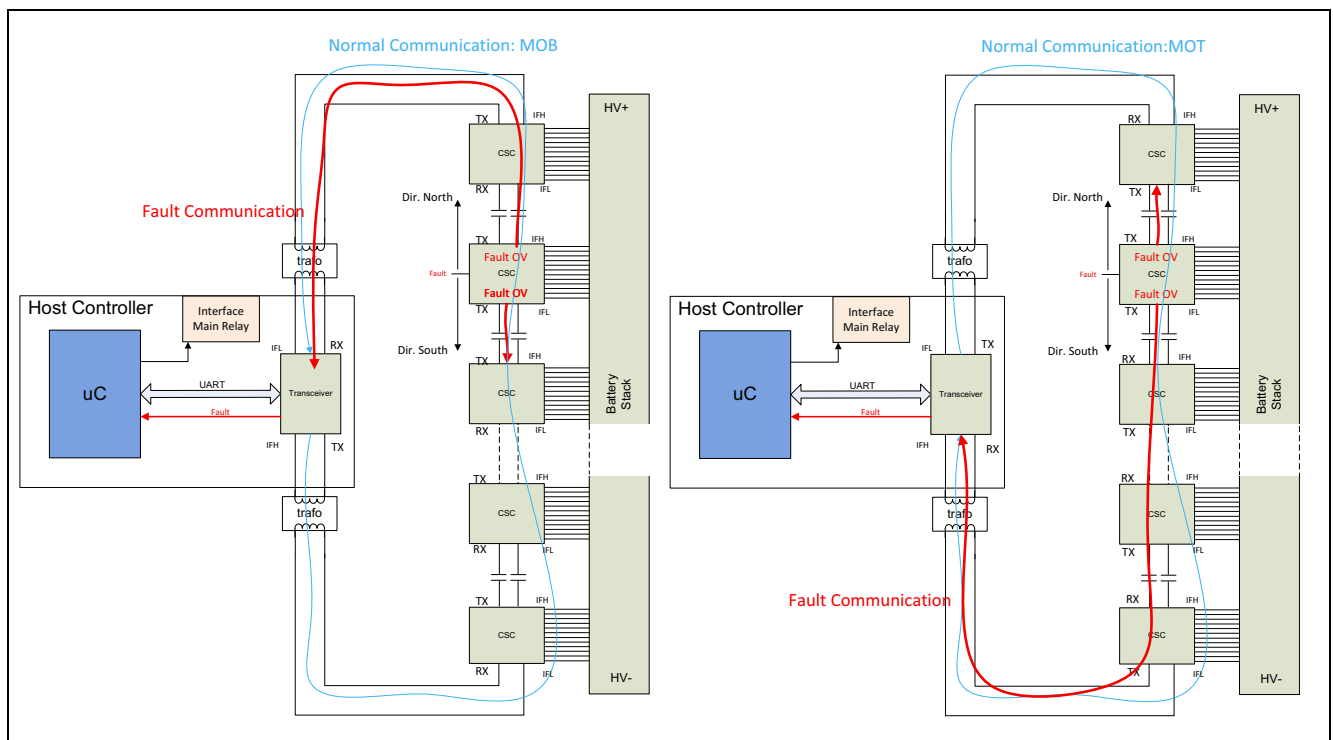 Normal Communication: MOB
HV+
TX
IFH
CSC
RX
IFL
Dir. North
Fault Communication
TX
IFH
Fault OV
CSC
Fault OV
Fault
trafo
TX
IFL
Host Controller
Interface
Main Relay
Dir. South
IFL
RX
TX
IFH
uC
UART
Transceiver
CSC
Fault
IFH
TX
RX
IFL
Battery
Stack
TX
IFH
trafo
CSC
RX
IFL
TX
IFH
CSC
RX
IFL
HV-
Normal Communication:MOT
HV+
RX
IFH
CSC
TX
IFL
Dir. North
TX
IFH
Fault OV
CSC
Fault OV
Fault
trafo
TX
IFL
Host Controller
Interface
Main Relay
Dir. South
IFL
TX
RX
IFH
uC
UART
Transceiver
CSC
Fault
IFH
RX
TX
IFL
Battery
Stack
RX
IFH
trafo
CSC
TX
IFL
Fault Communication
RX
IFH
CSC
TX
IFL
HV-